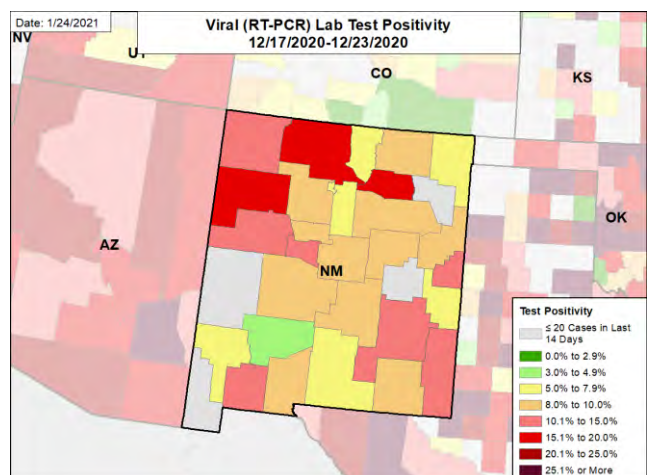 Date: 1/24/2021
Viral (RT-PCR) Lab Test Positivity
12/17/2020-12/23/2020
NV
UT
CO
KS
AZ
NM
OK
Test Positivity
≤ 20 Cases in Last
14 Days
0.0% to 2.9%
3.0% to 4.9%
5.0% to 7.9%
8.0% to 10.0%
10.1% to 15.0%
15.1% to 20.0%
20.1% to 25.0%
25.1% or More